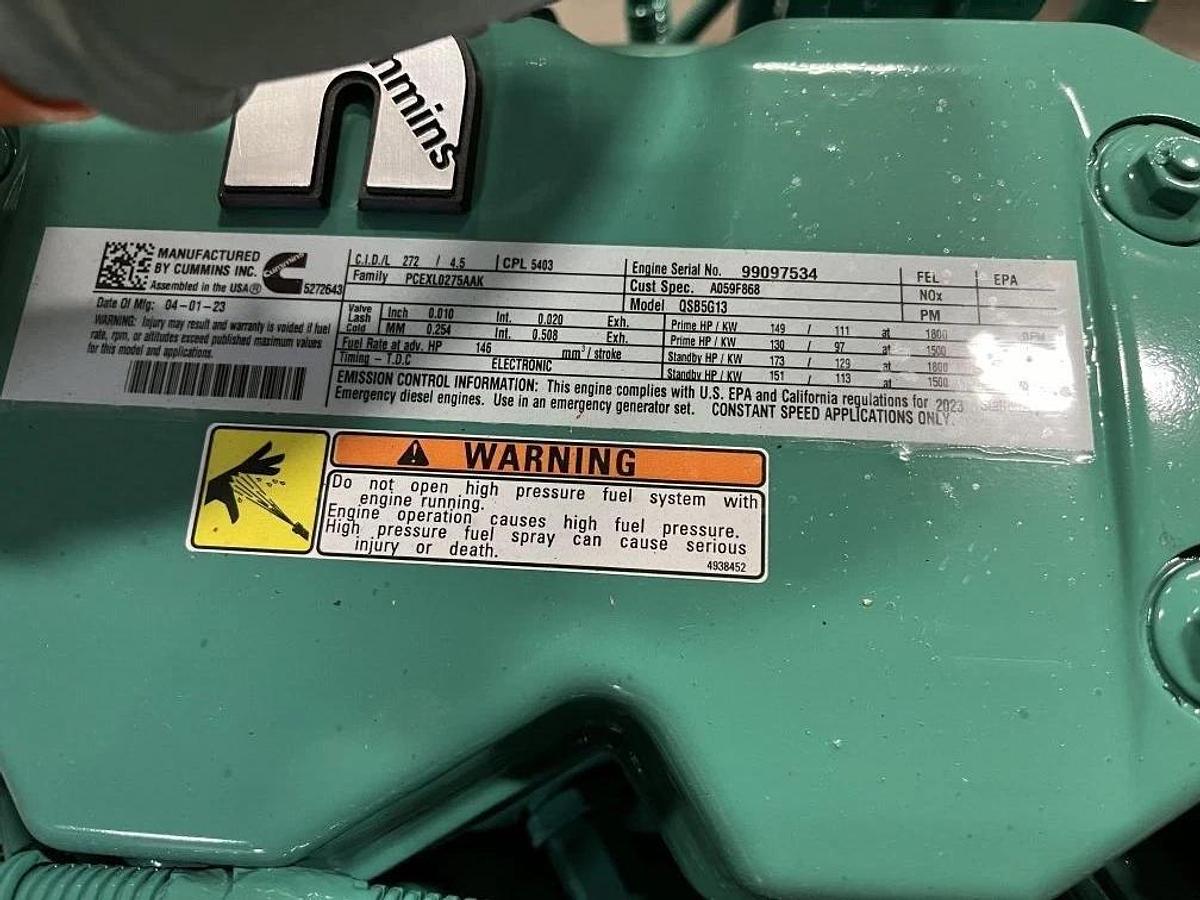 cummins
MANUFACTURED
BY CUMMINS INC.
Assembled in the USA®
Cummins
5272643
Date Of Mfg: 04-01-23
WARNING: Injury may result and warranty is voided if fuel
rate, rpm, or altitudes exceed published maximum values
for this model and applications.
C.I.D./L 272 / 4.5 CPL 5403
Family PCEXL0275AAK
Valve Lash Cold
Inch 0.010 Int. 0.020 Exh.
MM 0.254 Int. 0.508 Exh.
Fuel Rate at adv. HP 146 mm³/stroke
Timing - T.D.C ELECTRONIC
Engine Serial No. 99097534
Cust Spec. A059F868
Model QSB5G13
Prime HP / KW 149 / 111 at 1800 RPM
Prime HP / KW 130 / 97 at 1500
Standby HP / KW 173 / 129 at 1800
Standby HP / KW 151 / 113 at 1500
FEL EPA
NOx
PM
EMISSION CONTROL INFORMATION: This engine complies with U.S. EPA and California regulations for 2023 Stationary
Emergency diesel engines. Use in an emergency generator set. CONSTANT SPEED APPLICATIONS ONLY.
WARNING
Do not open high pressure fuel system with
engine running.
Engine operation causes high fuel pressure.
High pressure fuel spray can cause serious
injury or death.
4938452